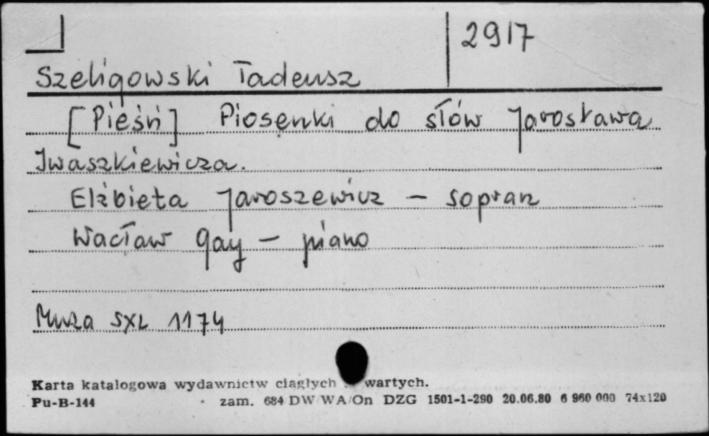 2917
Szeligowski Tadeusz
[Pieśń] Piosenki do słów Jarosława
Iwaszkiewicza.
Elżbieta Jaroszewicz – sopran
Wacław Gay – piano
Muza SXL 1174
Karta katalogowa wydawnictw ciągłych wartych.
Pu-B-144 zam. 684 DW WA/On DZG 1501-1-290 20.06.80 6 960 000 74x120